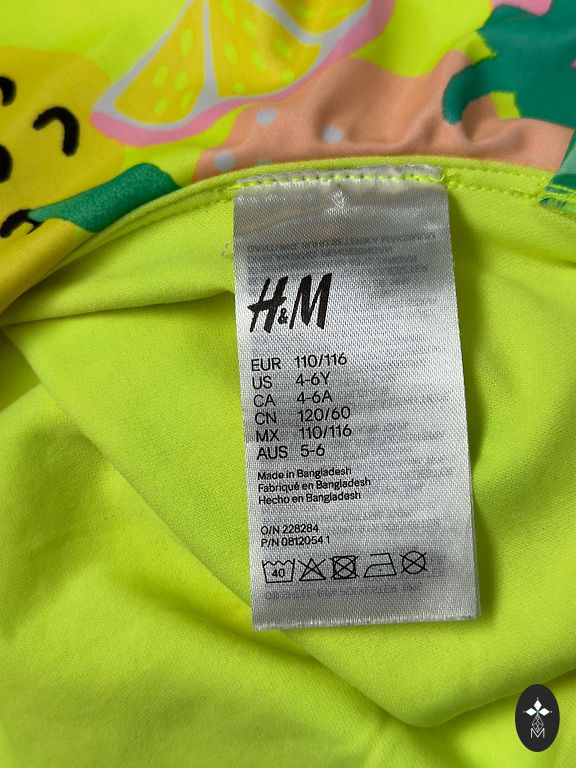 H&M
EUR 110/116
US 4-6Y
CA 4-6A
CN 120/60
MX 110/116
AUS 5-6
Made in Bangladesh
Fabriqué en Bangladesh
Hecho en Bangladesh
O/N 228284
P/N 0812054 1
40
M